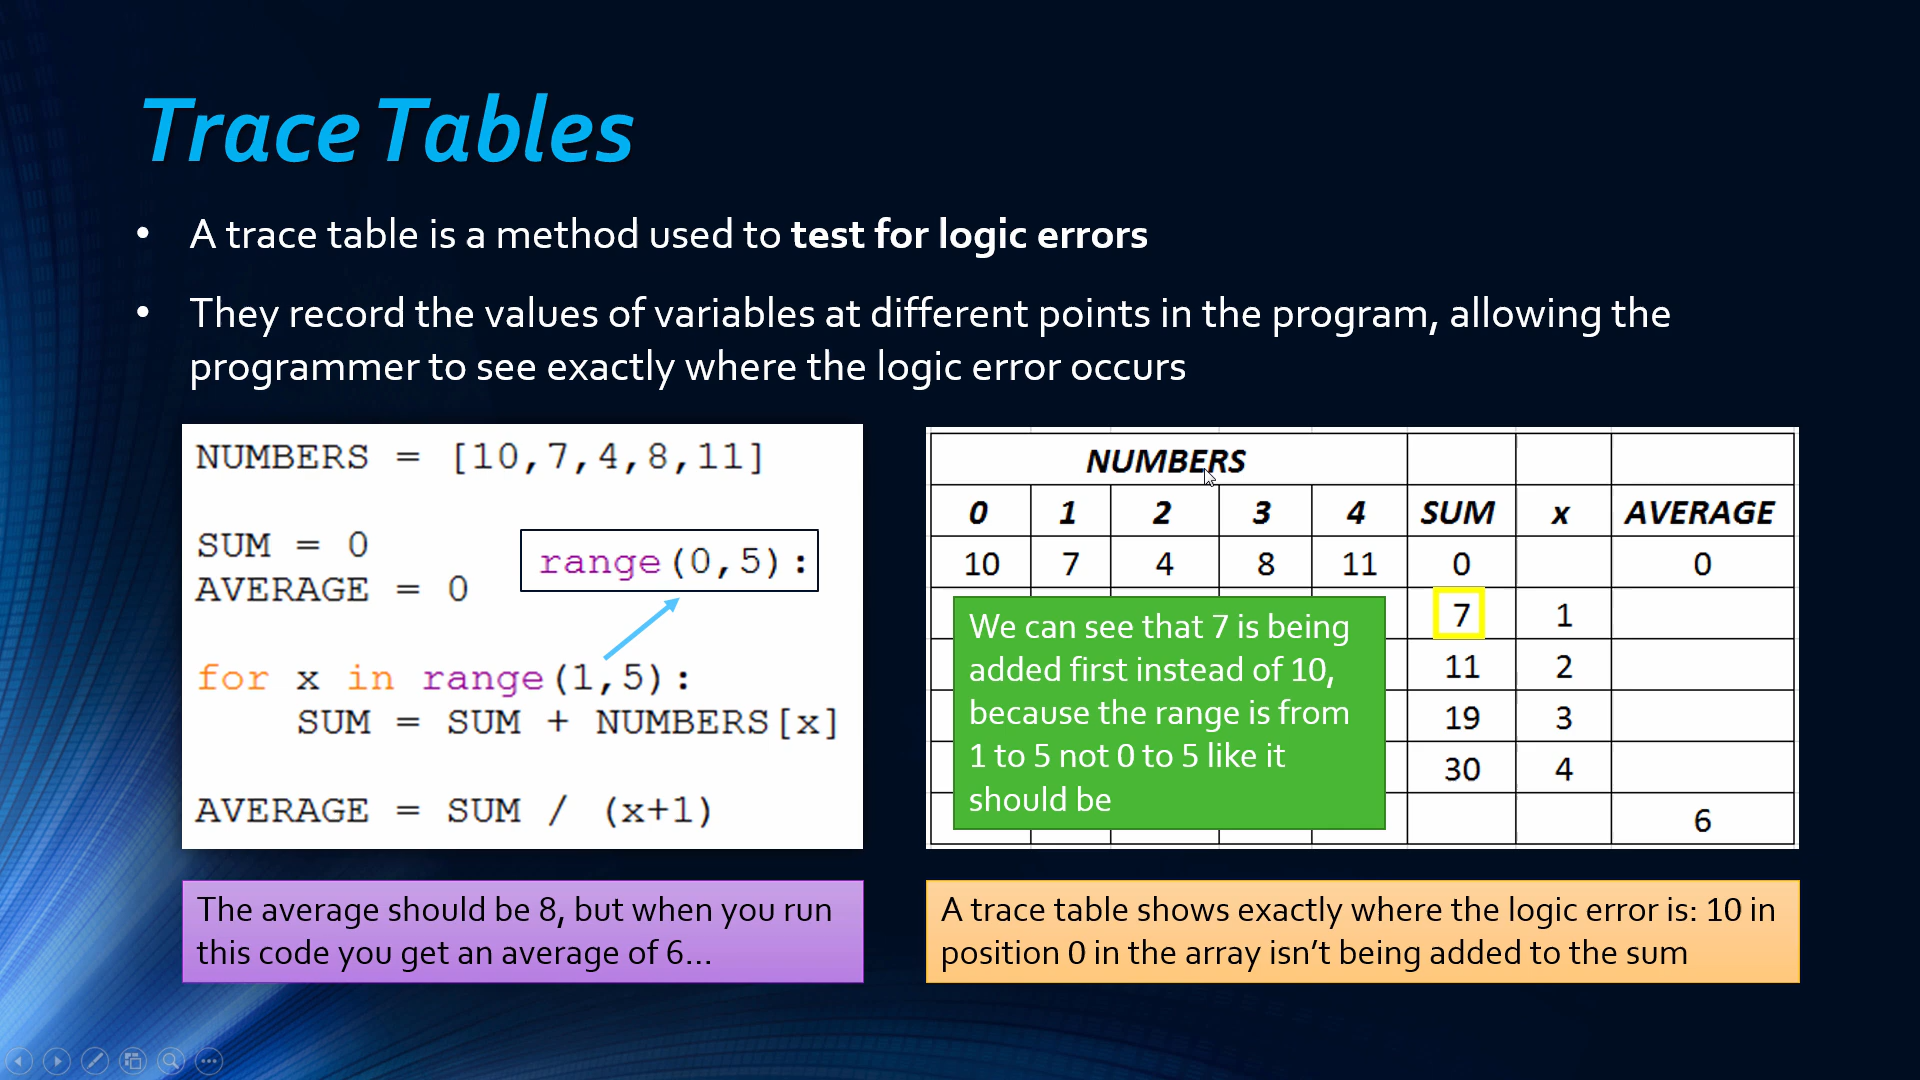 Trace Tables
• A trace table is a method used to test for logic errors
• They record the values of variables at different points in the program, allowing the
programmer to see exactly where the logic error occurs
NUMBERS = [10,7,4,8,11]
SUM = 0
AVERAGE = 0
range(0,5):
for x in range(1,5):
SUM = SUM + NUMBERS[x]
AVERAGE = SUM / (x+1)
The average should be 8, but when you run
this code you get an average of 6...
NUMBERS
0 1 2 3 4 SUM x AVERAGE
10 7 4 8 11 0 0
7 1
11 2
19 3
30 4
6
We can see that 7 is being
added first instead of 10,
because the range is from
1 to 5 not 0 to 5 like it
should be
A trace table shows exactly where the logic error is: 10 in
position 0 in the array isn't being added to the sum